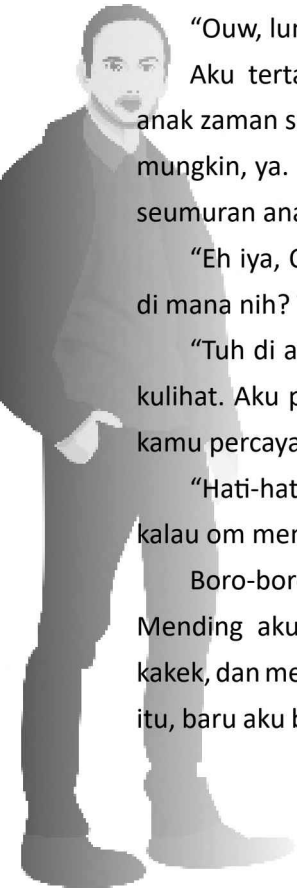 “Ouw, lu
Aku terta
anak zaman s
mungkin, ya.
seumuran ana
“Eh iya, 
di mana nih?
“Tuh di a
kulihat. Aku p
kamu percaya
“Hati-hat
kalau om mer
Boro-bor
Mending aku
kakek, dan me
itu, baru aku b